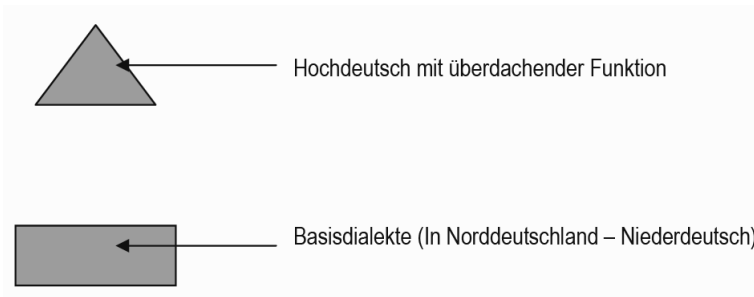 Hochdeutsch mit überdachender Funktion
Basisdialekte (In Norddeutschland – Niederdeutsch)